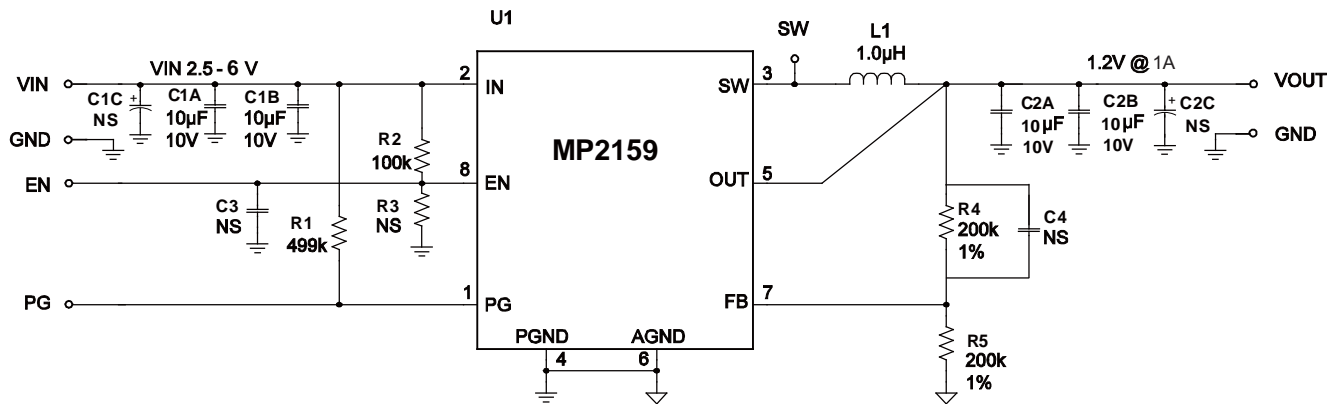 U1
SW
L1
1.0µH
VIN
VIN 2.5 - 6 V
2
IN
SW
3
1.2V @ 1A
VOUT
C1C
NS
+
C1A
10µF
10V
C1B
10µF
10V
C2A
10µF
10V
C2B
10µF
10V
+
C2C
NS
GND
GND
R2
100k
MP2159
EN
8
EN
OUT
5
C3
NS
R1
499k
R3
NS
R4
200k
1%
C4
NS
PG
1
PG
FB
7
PGND
AGND
4
6
R5
200k
1%